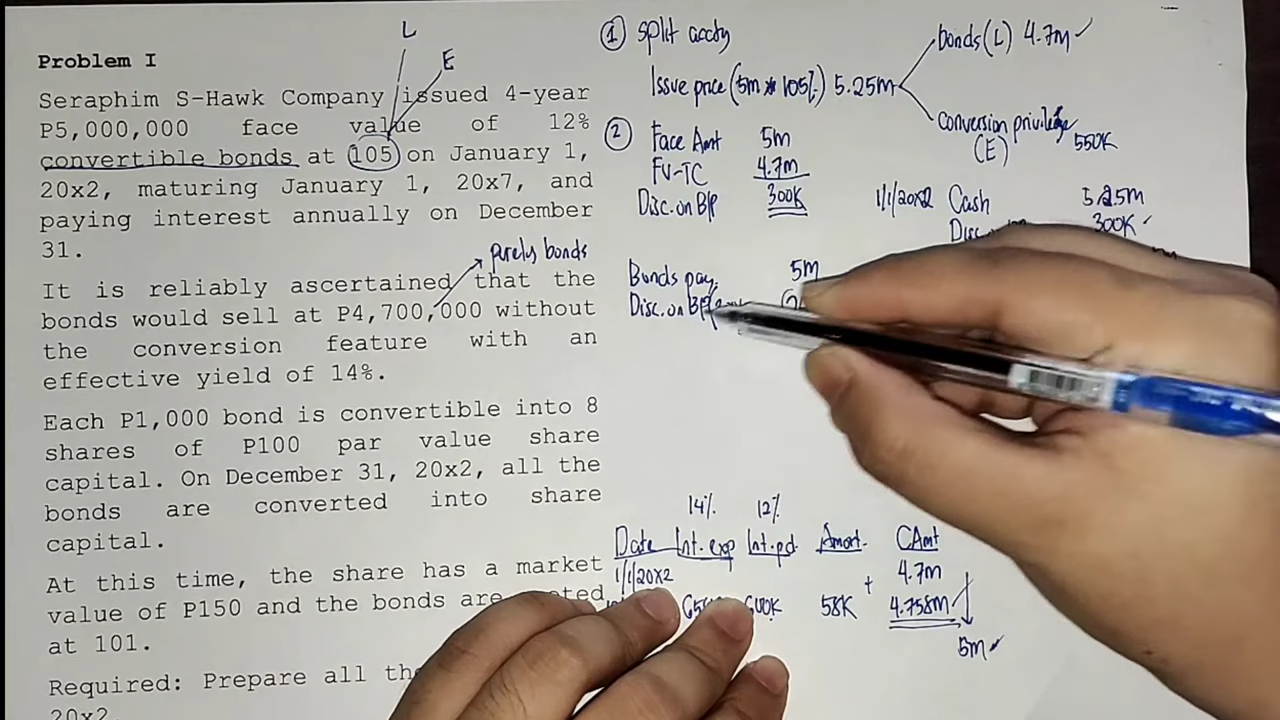 L
E
Problem I
Seraphim S-Hawk Company issued 4-year
P5,000,000 face value of 12%
convertible bonds at 105 on January 1,
20x2, maturing January 1, 20x7, and
paying interest annually on December
31.
purely bonds
It is reliably ascertained that the
bonds would sell at P4,700,000 without
the conversion feature with an
effective yield of 14%.
Each P1,000 bond is convertible into 8
shares of P100 par value share
capital. On December 31, 20x2, all the
bonds are converted into share
capital.
At this time, the share has a market
value of P150 and the bonds are
at 101.
Required: Prepare all
20x2.
1 Split acctg
Issue price (5m * 105%) 5.25m
bonds (L) 4.7m ✓
conversion privilege
(E) 550K
2 Face Amt 5m
FV-TC 4.7m
Disc. on B/P 300K
1/1/20x2 Cash 5.25m
300K ✓
Bonds pay. 5m
Disc. on B/P
14% 12%
Date Int. exp Int. pd. Amort. CAmt
1/1/20x2 4.7m
600K 58K + 4.758m
5m ✓